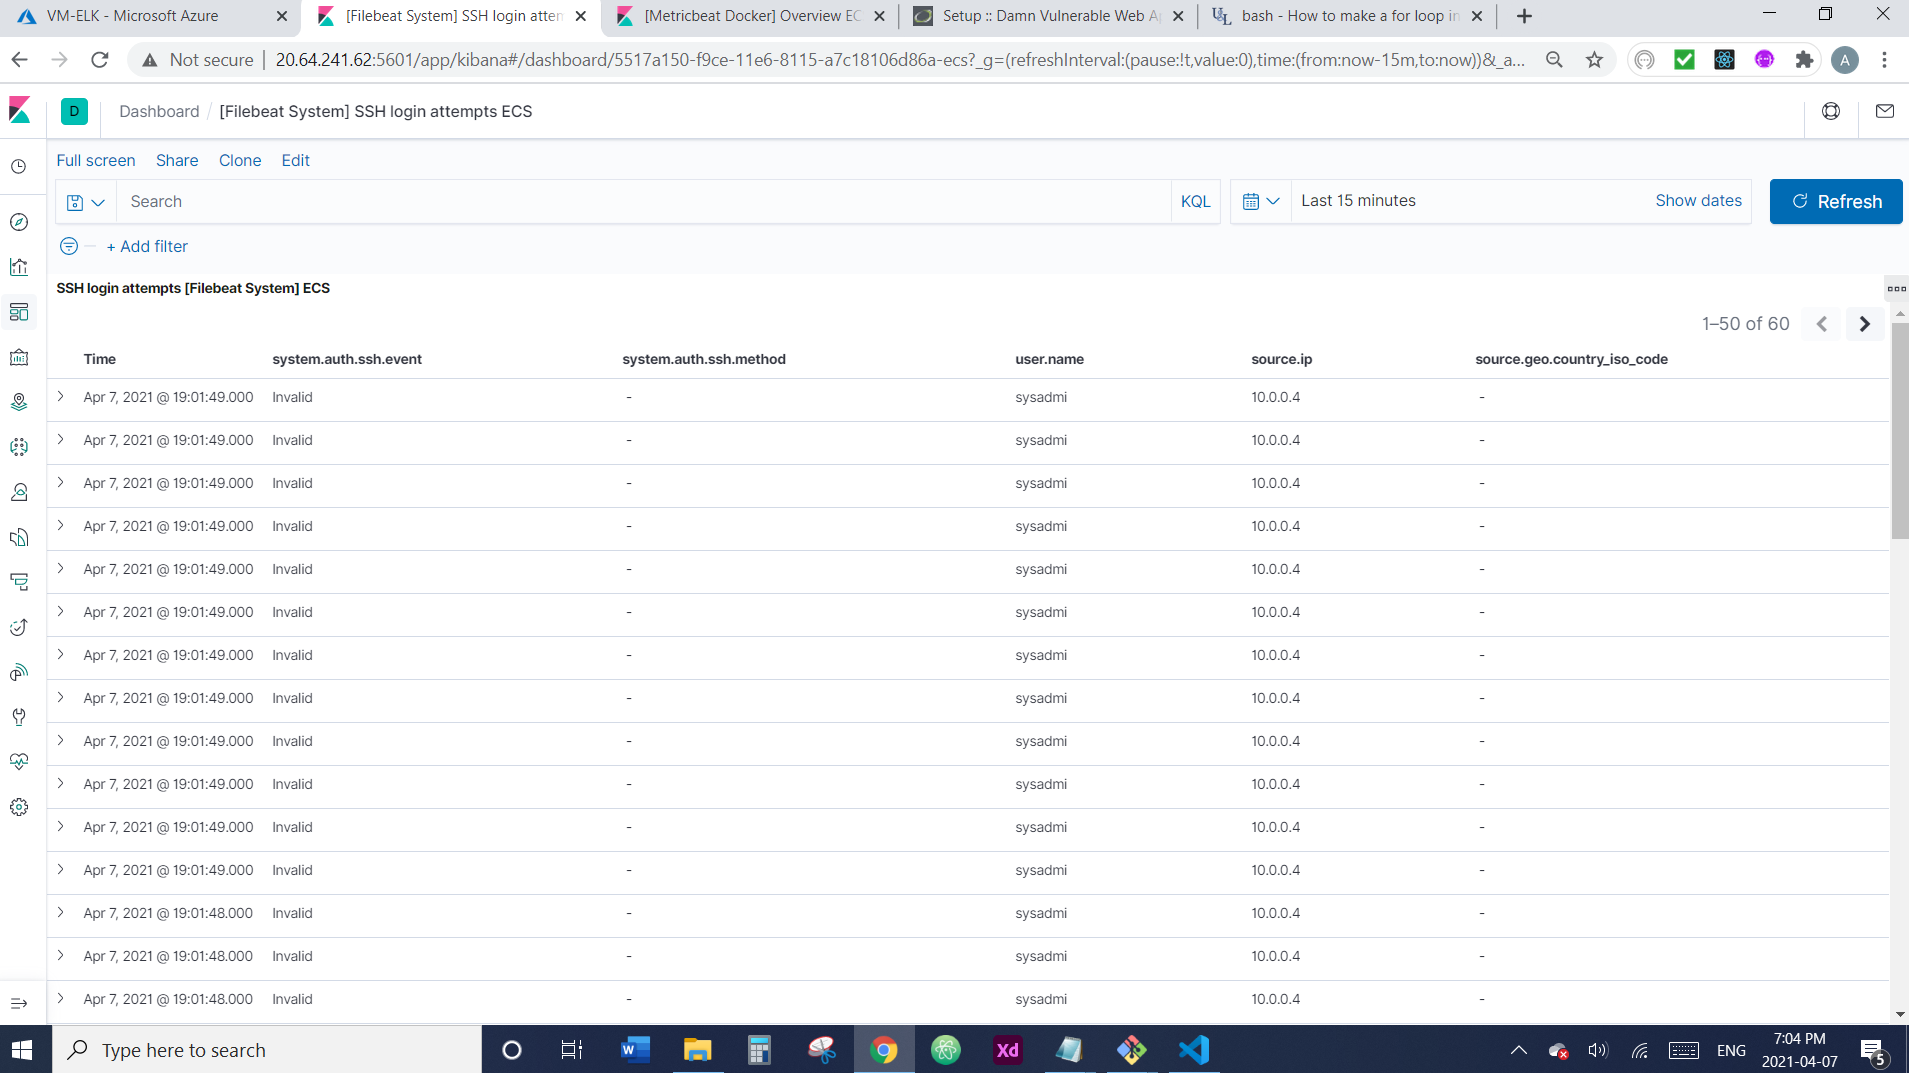 VM-ELK - Microsoft Azure
[Filebeat System] SSH login atten
[Metricbeat Docker] Overview EC
Setup :: Damn Vulnerable Web Ap
bash - How to make a for loop in
Not secure
20.64.241.62:5601/app/kibana#/dashboard/5517a150-f9ce-11e6-8115-a7c18106d86a-ecs?_g=(refreshInterval:(pause:!t,value:0),time:(from:now-15m,to:now))&_a...
A
D
Dashboard / [Filebeat System] SSH login attempts ECS
Full screen Share Clone Edit
Search
KQL
Last 15 minutes
Show dates
Refresh
+ Add filter
SSH login attempts [Filebeat System] ECS
1–50 of 60
Time system.auth.ssh.event system.auth.ssh.method user.name source.ip source.geo.country_iso_code
Apr 7, 2021 @ 19:01:49.000 Invalid - sysadmi 10.0.0.4 -
Apr 7, 2021 @ 19:01:49.000 Invalid - sysadmi 10.0.0.4 -
Apr 7, 2021 @ 19:01:49.000 Invalid - sysadmi 10.0.0.4 -
Apr 7, 2021 @ 19:01:49.000 Invalid - sysadmi 10.0.0.4 -
Apr 7, 2021 @ 19:01:49.000 Invalid - sysadmi 10.0.0.4 -
Apr 7, 2021 @ 19:01:49.000 Invalid - sysadmi 10.0.0.4 -
Apr 7, 2021 @ 19:01:49.000 Invalid - sysadmi 10.0.0.4 -
Apr 7, 2021 @ 19:01:49.000 Invalid - sysadmi 10.0.0.4 -
Apr 7, 2021 @ 19:01:49.000 Invalid - sysadmi 10.0.0.4 -
Apr 7, 2021 @ 19:01:49.000 Invalid - sysadmi 10.0.0.4 -
Apr 7, 2021 @ 19:01:49.000 Invalid - sysadmi 10.0.0.4 -
Apr 7, 2021 @ 19:01:49.000 Invalid - sysadmi 10.0.0.4 -
Apr 7, 2021 @ 19:01:48.000 Invalid - sysadmi 10.0.0.4 -
Apr 7, 2021 @ 19:01:48.000 Invalid - sysadmi 10.0.0.4 -
Apr 7, 2021 @ 19:01:48.000 Invalid - sysadmi 10.0.0.4 -
Type here to search
W
Xd
ENG
7:04 PM
2021-04-07
5